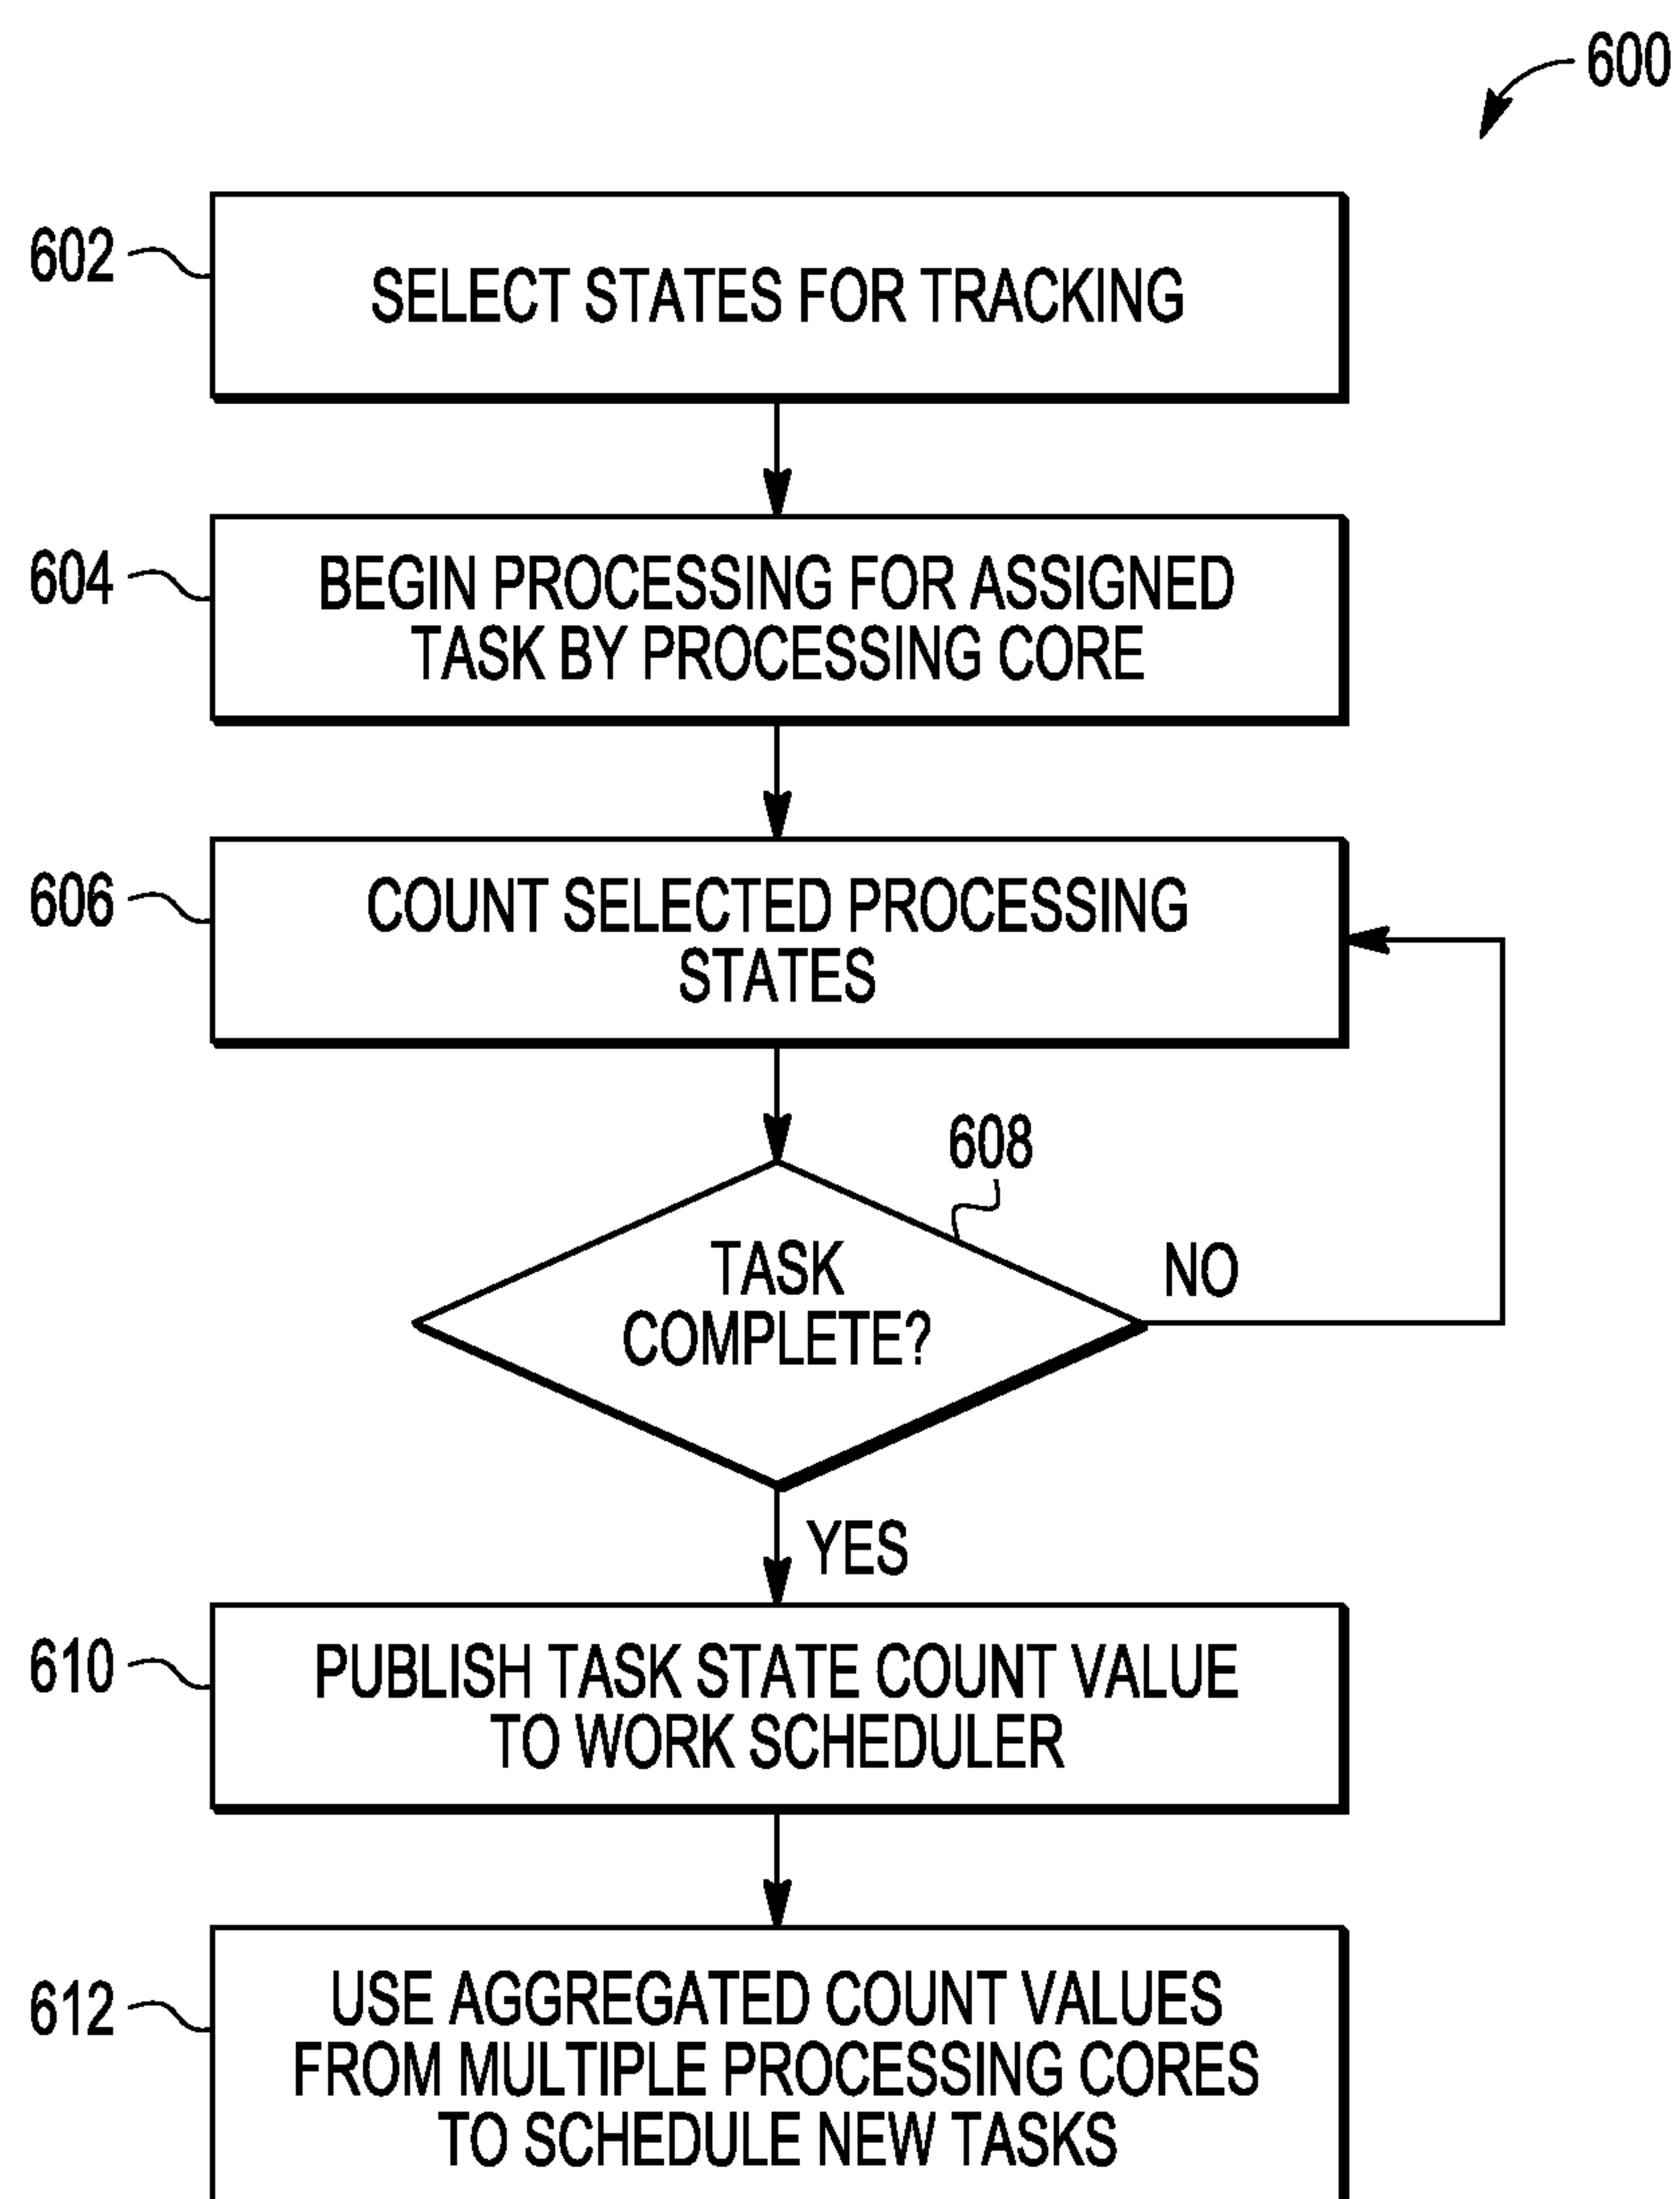 600
602
SELECT STATES FOR TRACKING
604
BEGIN PROCESSING FOR ASSIGNED
TASK BY PROCESSING CORE
606
COUNT SELECTED PROCESSING
STATES
608
TASK
COMPLETE?
NO
YES
610
PUBLISH TASK STATE COUNT VALUE
TO WORK SCHEDULER
612
USE AGGREGATED COUNT VALUES
FROM MULTIPLE PROCESSING CORES
TO SCHEDULE NEW TASKS